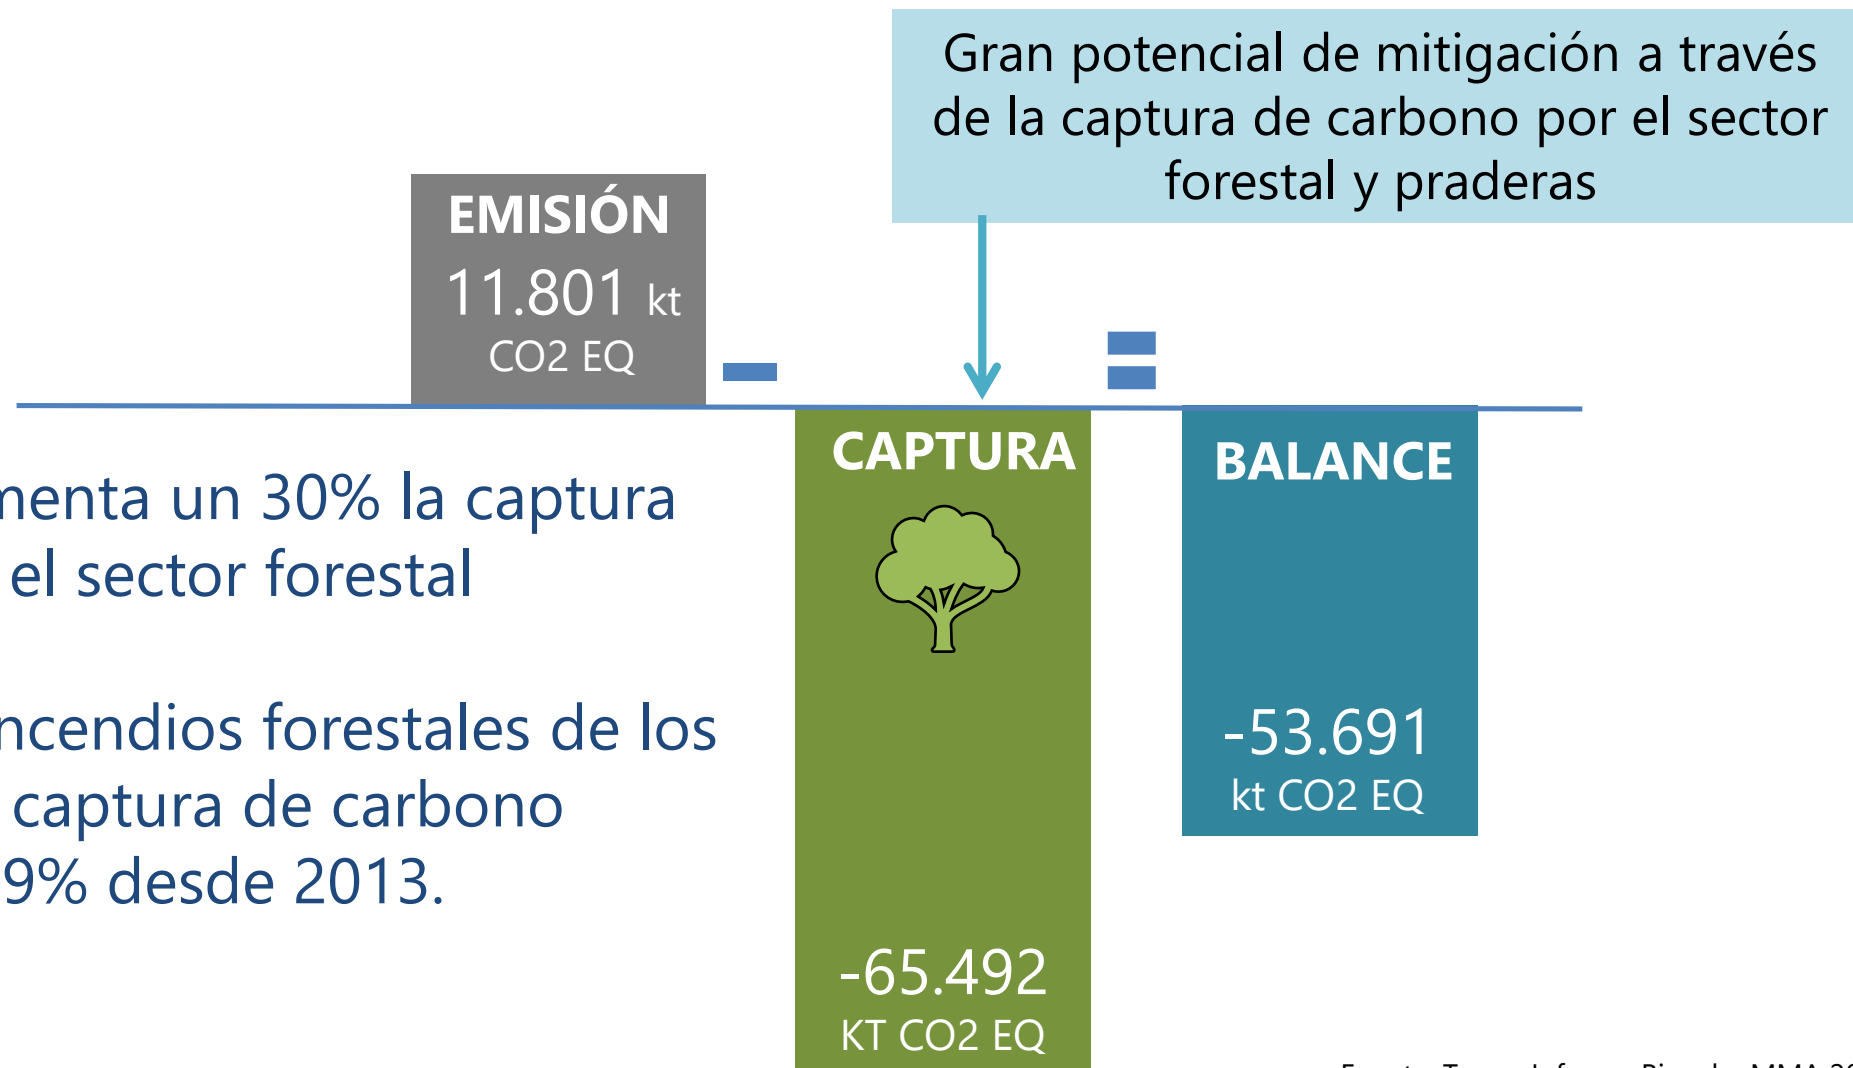 Gran potencial de mitigación a través
de la captura de carbono por el sector
forestal y praderas
EMISIÓN
11.801 kt
CO2 EQ
CAPTURA
-65.492
KT CO2 EQ
BALANCE
-53.691
kt CO2 EQ
menta un 30% la captura
el sector forestal
ncendios forestales de los
captura de carbono
9% desde 2013.